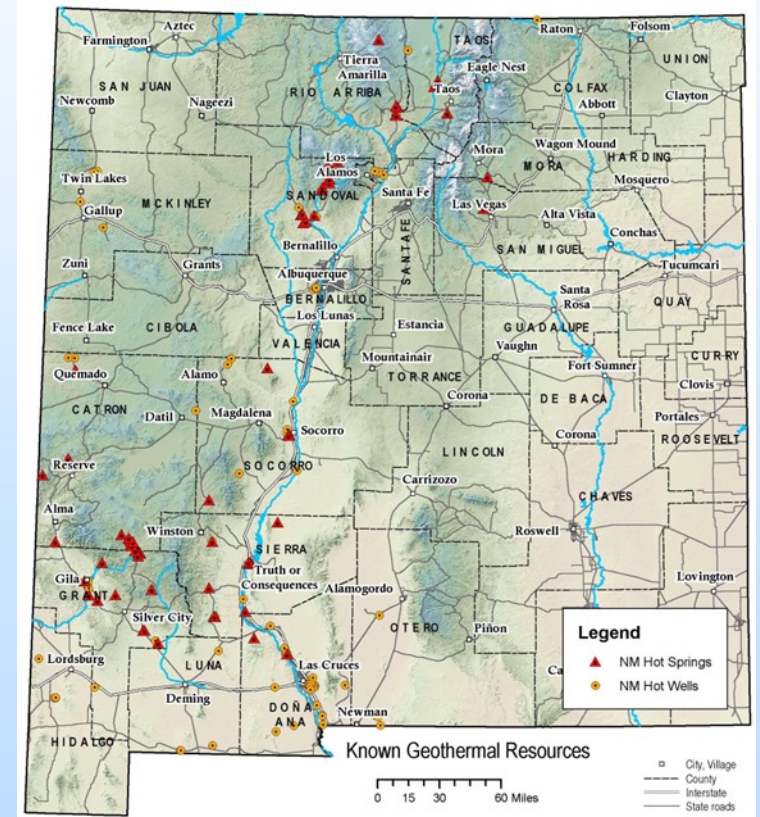 Aztec
Farmington
SAN JUAN
Newcomb
Nageezi
Tierra
Amarilla
RIO ARRIBA
TAOS
Taos
Eagle Nest
Raton
Folsom
UNION
COLFAX
Abbott
Clayton
Mora
Wagon Mound
MORA
HARDING
Mosquero
Los
Alamos
SANDOVAL
Santa Fe
Las Vegas
Alta Vista
Conchas
SAN MIGUEL
Twin Lakes
Gallup
MCKINLEY
Zuni
Grants
Bernalillo
SANTA FE
Albuquerque
BERNALILLO
Los Lunas
Tucumcari
Santa
Rosa
QUAY
Fence Lake
CIBOLA
VALENCIA
Estancia
GUADALUPE
Vaughn
Mountainair
TORRANCE
Fort Sumner
CURRY
Clovis
Quemado
Alamo
CATRON
Datil
Magdalena
Socorro
Corona
DE BACA
Portales
ROOSEVELT
Corona
LINCOLN
SOCORRO
Reserve
Carrizozo
CHAVES
Alma
Winston
SIERRA
Roswell
Truth or
Consequences
Gila
GRANT
Alamogordo
Lovington
Silver City
OTERO
Piñon
Lordsburg
LUNA
Las Cruces
Deming
DOÑA
ANA
Newman
HIDALGO
Ca
Legend
NM Hot Springs
NM Hot Wells
Known Geothermal Resources
0 15 30 60 Miles
City, Village
County
Interstate
State roads